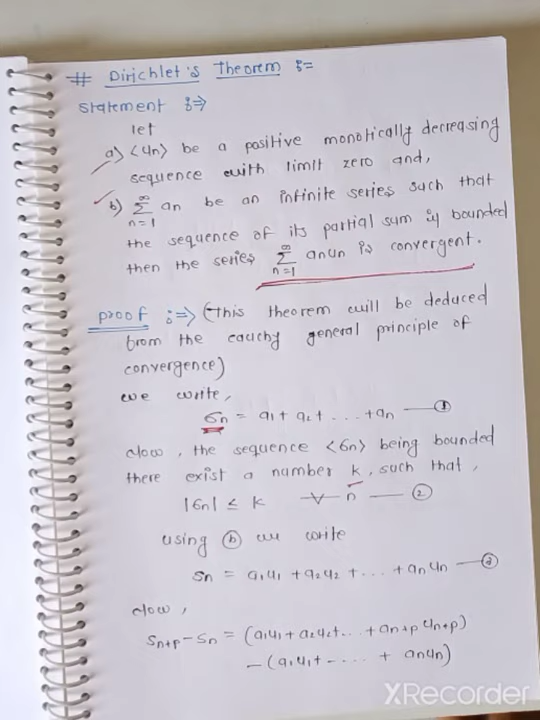 # Dirichlet's Theorem :=
Statement :⇒
let
a) <un> be a positive monotically decreasing
sequence with limit zero and,
b) ∞∑n=1 an be an infinite series such that
the sequence of its partial sum is bounded
then the series ∞∑n=1 anun is convergent.
proof :⇒ (This theorem will be deduced
from the cauchy general principle of
convergence)
we write,
σn = a1 + a2 + ... + an — ①
Now, the sequence <σn> being bounded
there exist a number k, such that,
|σn| ≤ k ∀ n — ②
using ⓑ we write
Sn = a1u1 + a2u2 + ... + anun — ③
Now,
Sn+p - Sn = (a1u1 + a2u2 + ... + an+p un+p)
- (a1u1 + - ... + anun)
XRecorder